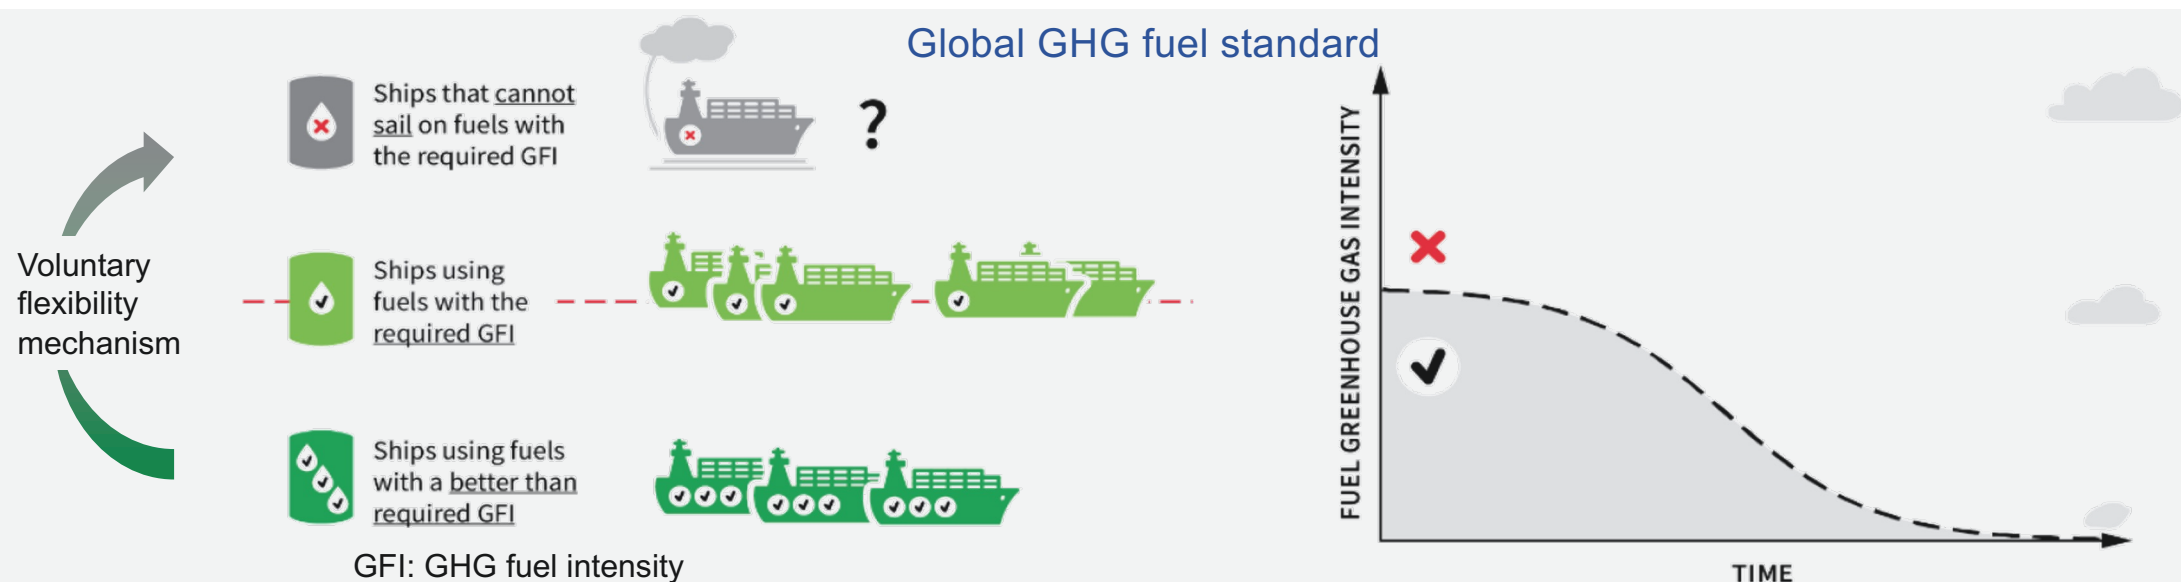 Global GHG fuel standard
Ships that cannot
sail on fuels with
the required GFI
?
Voluntary
flexibility
mechanism
Ships using
fuels with the
required GFI
Ships using fuels
with a better than
required GFI
GFI: GHG fuel intensity
FUEL GREENHOUSE GAS INTENSITY
TIME